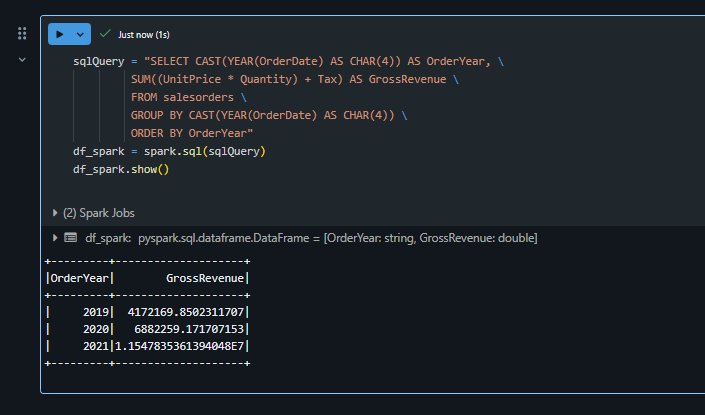 Just now (1s)
sqlQuery = "SELECT CAST(YEAR(OrderDate) AS CHAR(4)) AS OrderYear, \
SUM((UnitPrice * Quantity) + Tax) AS GrossRevenue \
FROM salesorders \
GROUP BY CAST(YEAR(OrderDate) AS CHAR(4)) \
ORDER BY OrderYear"
df_spark = spark.sql(sqlQuery)
df_spark.show()
(2) Spark Jobs
df_spark: pyspark.sql.dataframe.DataFrame = [OrderYear: string, GrossRevenue: double]
+---------+-------------------+
|OrderYear|       GrossRevenue|
+---------+-------------------+
|     2019|  4172169.8502311707|
|     2020|   6882259.171707153|
|     2021|1.1547835361394048E7|
+---------+-------------------+